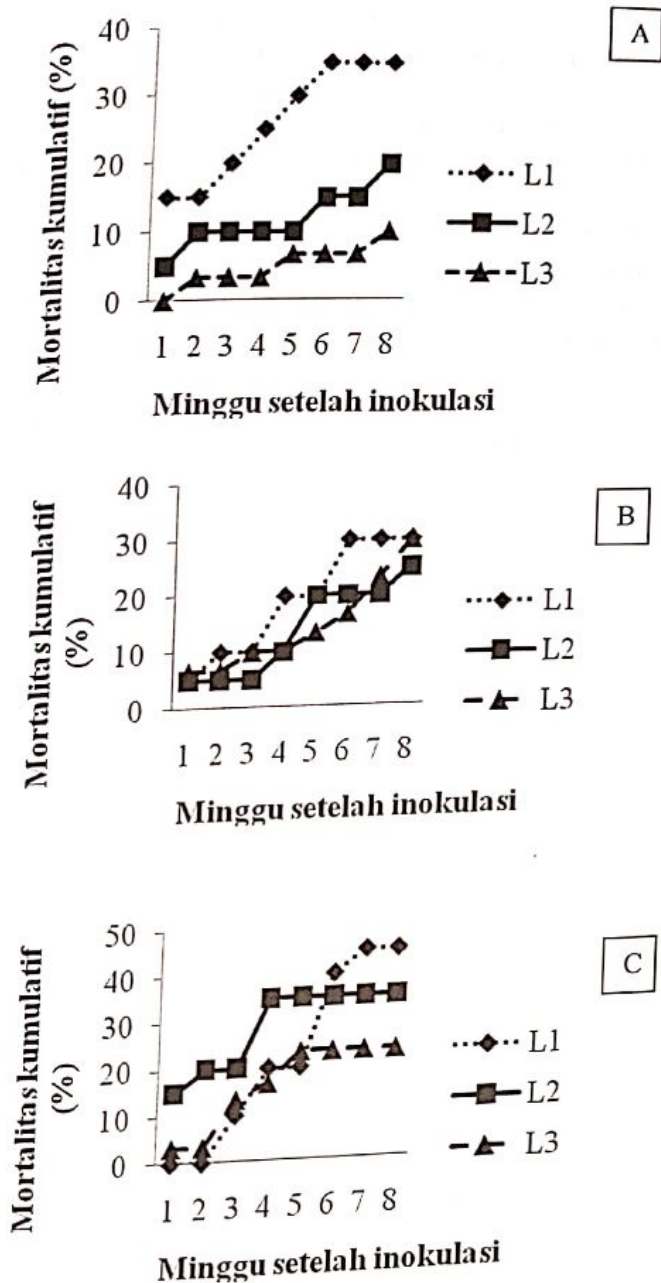 A
Mortalitas kumulatif (%)
40
30
20
10
0
1 2 3 4 5 6 7 8
Minggu setelah inokulasi
L1
L2
L3
B
Mortalitas kumulatif
(%)
40
30
20
10
0
1 2 3 4 5 6 7 8
Minggu setelah inokulasi
L1
L2
L3
C
Mortalitas kumulatif
(%)
50
40
30
20
10
0
1 2 3 4 5 6 7 8
Minggu setelah inokulasi
L1
L2
L3